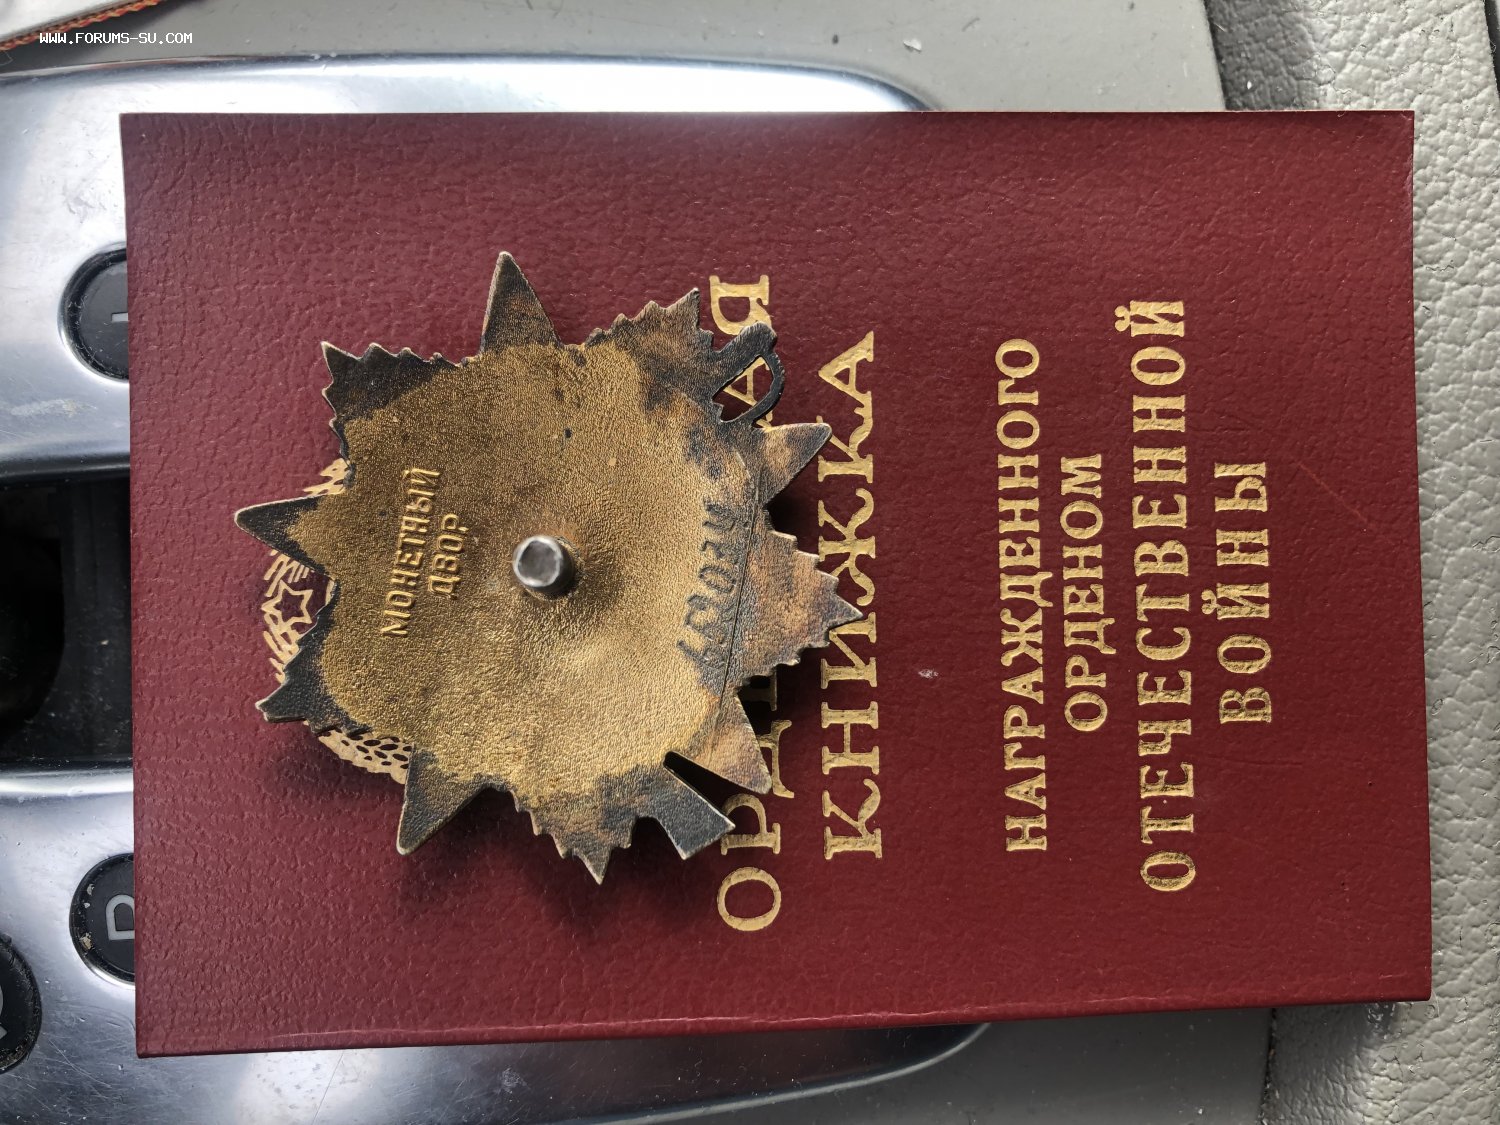 WWW.FORUMS-SU.COM
КНИЖКА
НАГРАЖДЕННОГО
ОРДЕНОМ
ОТЕЧЕСТВЕННОЙ
ВОЙНЫ
МОНЕТНЫЙ
ДВОР